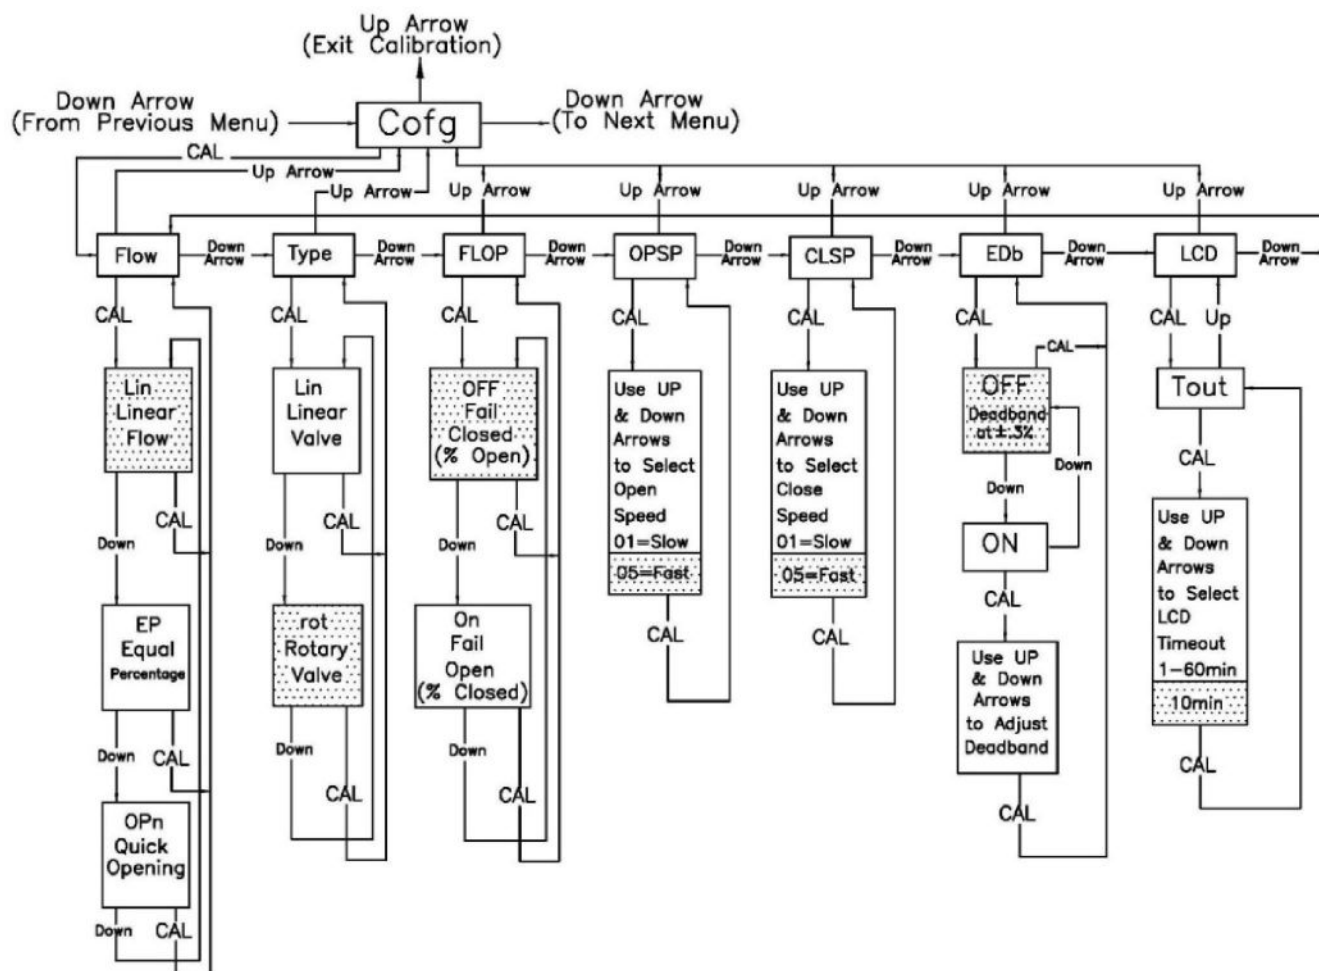 Up Arrow
(Exit Calibration)
Down Arrow
(From Previous Menu)
Cofg
Down Arrow
(To Next Menu)
CAL
Up Arrow
Up Arrow
Up Arrow
Up Arrow
Up Arrow
Up Arrow
Up Arrow
Flow
Down
Arrow
Type
Down
Arrow
FLOP
Down
Arrow
OPSP
Down
Arrow
CLSP
Down
Arrow
EDb
Down
Arrow
LCD
Down
Arrow
CAL
Lin
Linear
Flow
CAL
Down
EP
Equal
Percentage
Down
CAL
OPn
Quick
Opening
Down
CAL
CAL
Lin
Linear
Valve
CAL
Down
rot
Rotary
Valve
Down
CAL
CAL
OFF
Fail
Closed
(% Open)
CAL
Down
On
Fail
Open
(% Closed)
Down
CAL
CAL
Use UP
& Down
Arrows
to Select
Open
Speed
01=Slow
05=Fast
CAL
CAL
Use UP
& Down
Arrows
to Select
Close
Speed
01=Slow
05=Fast
CAL
CAL
CAL
OFF
Deadband
at±.3%
Down
Down
ON
CAL
Use UP
& Down
Arrows
to Adjust
Deadband
CAL
CAL
Up
Tout
CAL
Use UP
& Down
Arrows
to Select
LCD
Timeout
1-60min
10min
CAL